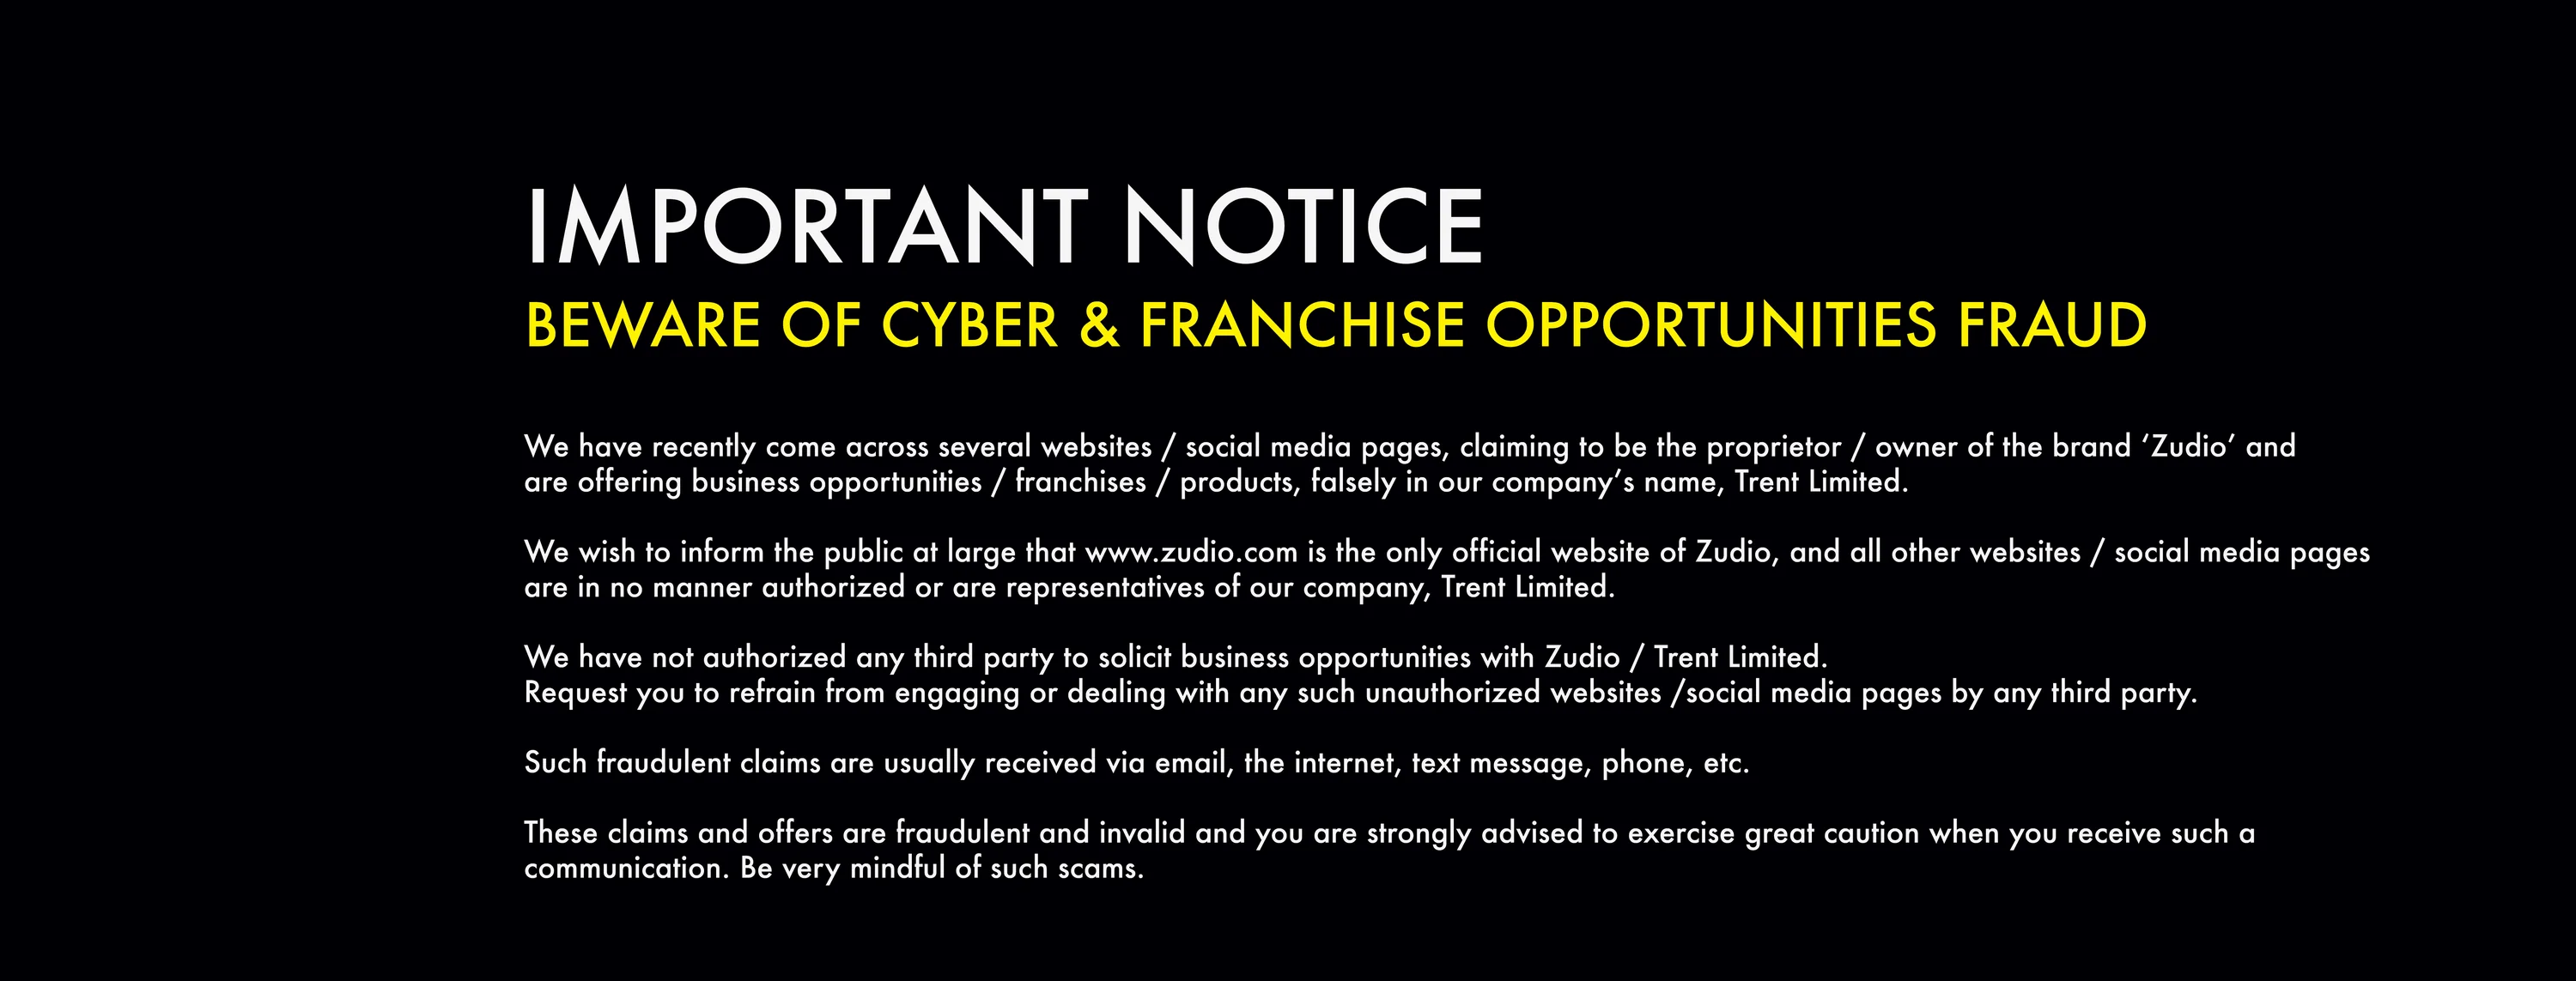 IMPORTANT NOTICE
BEWARE OF CYBER & FRANCHISE OPPORTUNITIES FRAUD
We have recently come across several websites / social media pages, claiming to be the proprietor / owner of the brand ‘Zudio’ and
are offering business opportunities / franchises / products, falsely in our company’s name, Trent Limited.
We wish to inform the public at large that www.zudio.com is the only official website of Zudio, and all other websites / social media pages
are in no manner authorized or are representatives of our company, Trent Limited.
We have not authorized any third party to solicit business opportunities with Zudio / Trent Limited.
Request you to refrain from engaging or dealing with any such unauthorized websites /social media pages by any third party.
Such fraudulent claims are usually received via email, the internet, text message, phone, etc.
These claims and offers are fraudulent and invalid and you are strongly advised to exercise great caution when you receive such a
communication. Be very mindful of such scams.